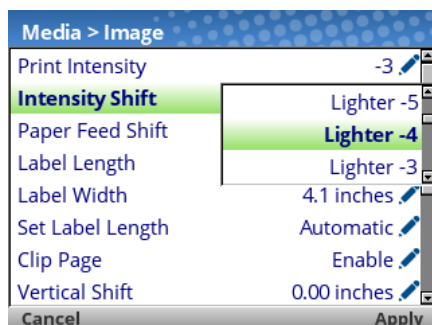 Media > Image
Print Intensity -3
Intensity Shift
Lighter -5
Paper Feed Shift Lighter -4
Label Length Lighter -3
Label Width 4.1 inches
Set Label Length Automatic
Clip Page Enable
Vertical Shift 0.00 inches
Cancel Apply